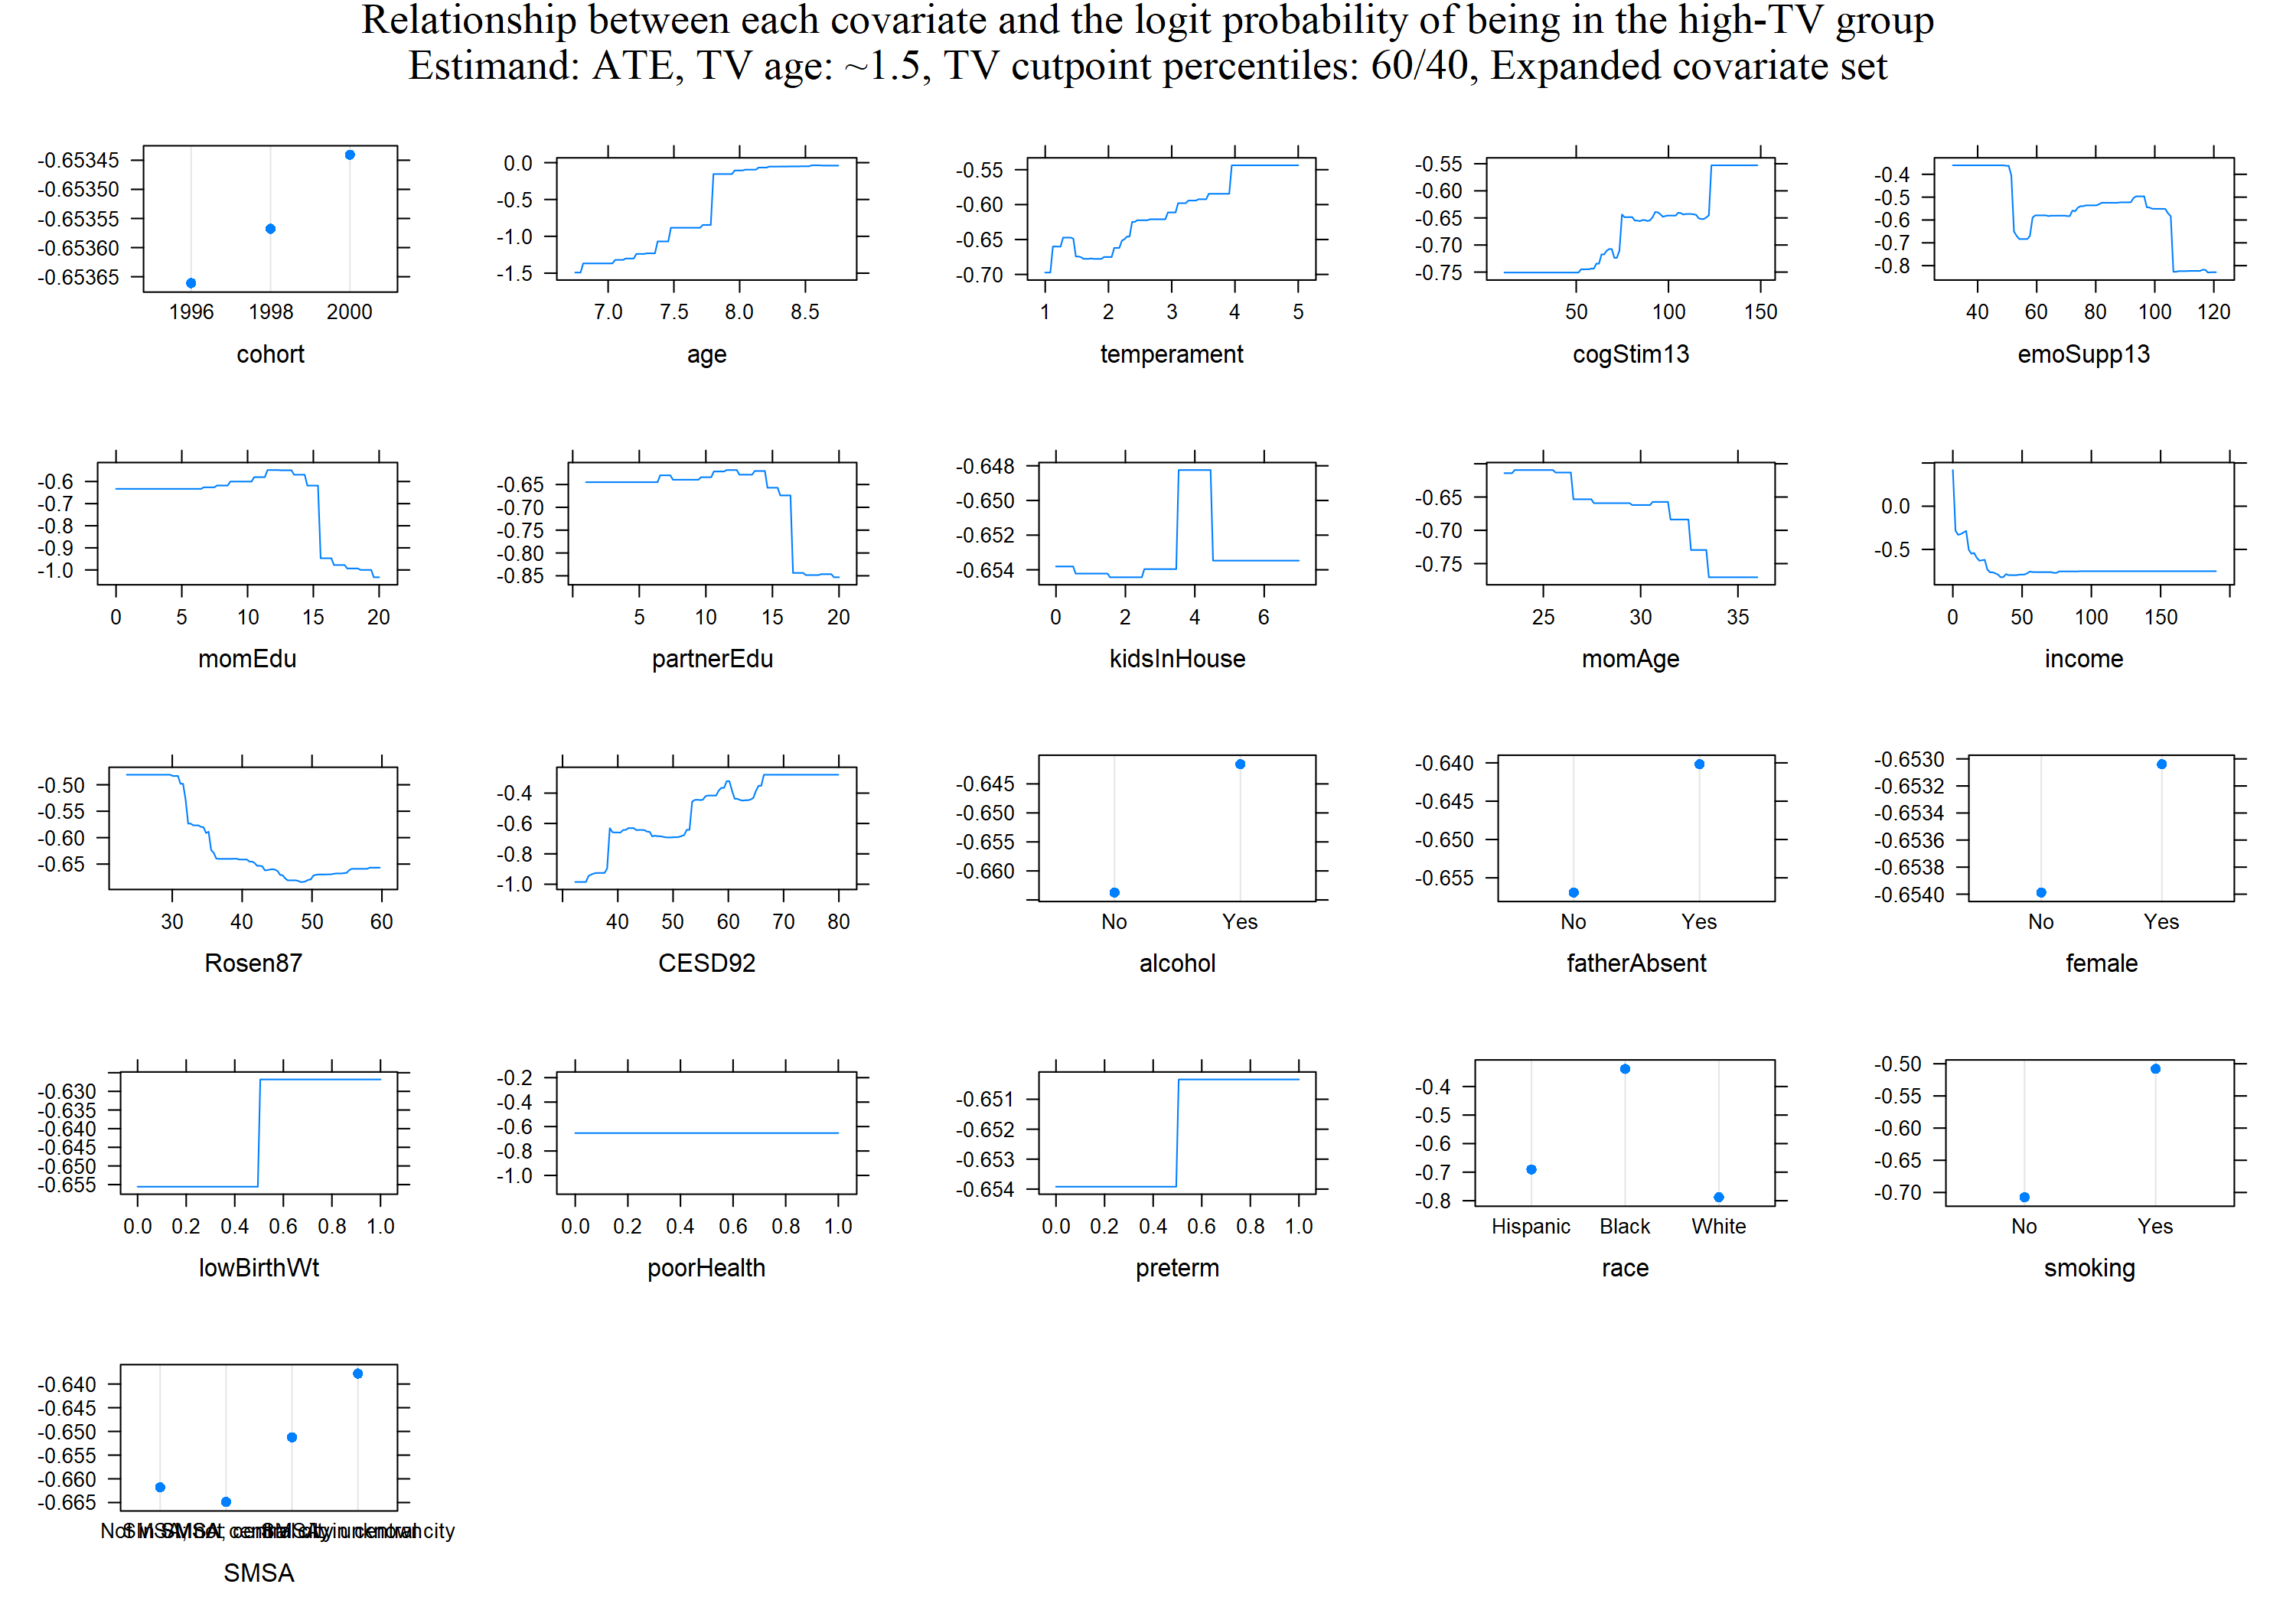 Relationship between each covariate and the logit probability of being in the high-TV group
Estimand: ATE, TV age: ~1.5, TV cutpoint percentiles: 60/40, Expanded covariate set
-0.65345
-0.65350
-0.65355
-0.65360
-0.65365
1996 1998 2000
cohort
0.0
-0.5
-1.0
-1.5
7.0 7.5 8.0 8.5
age
-0.55
-0.60
-0.65
-0.70
1 2 3 4 5
temperament
-0.55
-0.60
-0.65
-0.70
-0.75
50 100 150
cogStim13
-0.4
-0.5
-0.6
-0.7
-0.8
40 60 80 100 120
emoSupp13
-0.6
-0.7
-0.8
-0.9
-1.0
0 5 10 15 20
momEdu
-0.65
-0.70
-0.75
-0.80
-0.85
5 10 15 20
partnerEdu
-0.648
-0.650
-0.652
-0.654
0 2 4 6
kidsInHouse
-0.65
-0.70
-0.75
25 30 35
momAge
0.0
-0.5
0 50 100 150
income
-0.50
-0.55
-0.60
-0.65
30 40 50 60
Rosen87
-0.4
-0.6
-0.8
-1.0
40 50 60 70 80
CESD92
-0.645
-0.650
-0.655
-0.660
No Yes
alcohol
-0.640
-0.645
-0.650
-0.655
No Yes
fatherAbsent
-0.6530
-0.6532
-0.6534
-0.6536
-0.6538
-0.6540
No Yes
female
-0.630
-0.635
-0.640
-0.645
-0.650
-0.655
0.0 0.2 0.4 0.6 0.8 1.0
lowBirthWt
-0.2
-0.4
-0.6
-0.8
-1.0
0.0 0.2 0.4 0.6 0.8 1.0
poorHealth
-0.651
-0.652
-0.653
-0.654
0.0 0.2 0.4 0.6 0.8 1.0
preterm
-0.4
-0.5
-0.6
-0.7
-0.8
Hispanic Black White
race
-0.50
-0.55
-0.60
-0.65
-0.70
No Yes
smoking
-0.640
-0.645
-0.650
-0.655
-0.660
-0.665
city
SMSA